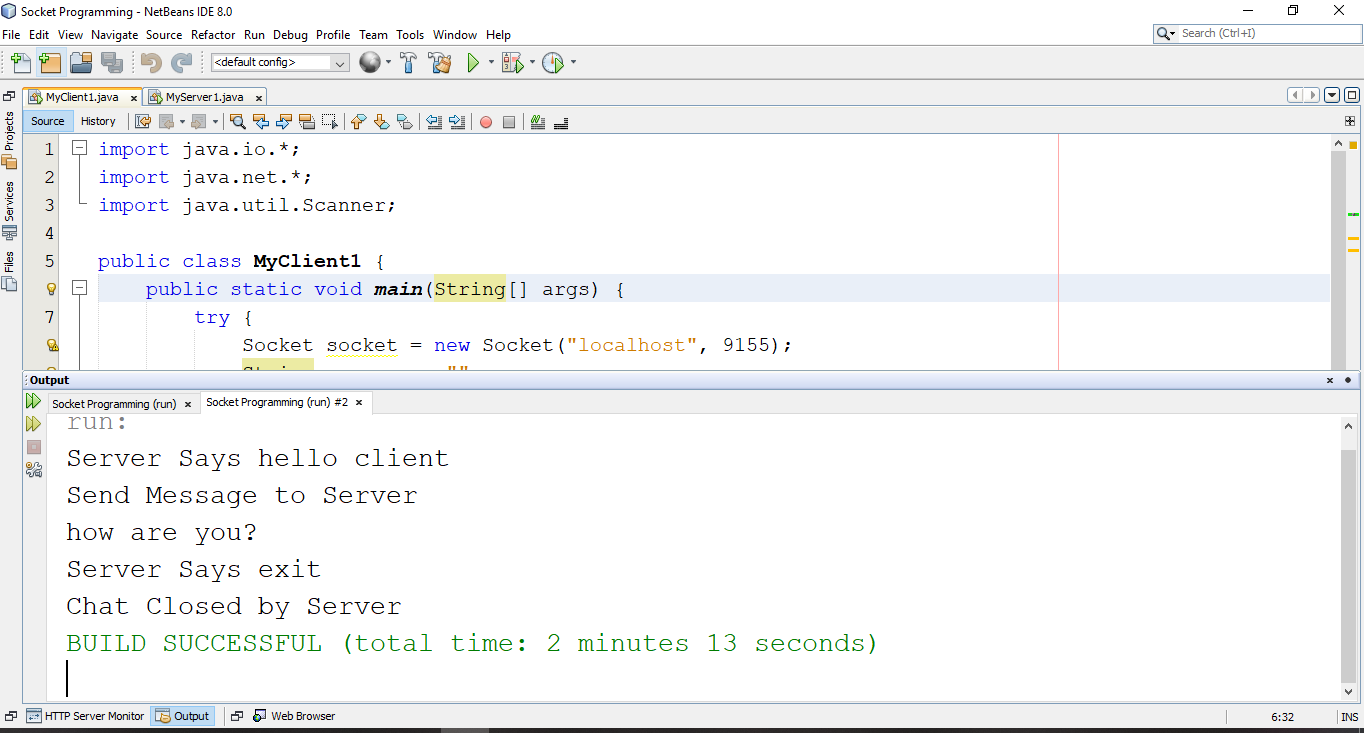 Socket Programming - NetBeans IDE 8.0
File Edit View Navigate Source Refactor Run Debug Profile Team Tools Window Help
Search (Ctrl+I)
<default config>
MyClient1.java x MyServer1.java x
Source History
Projects
Services
Files
1 import java.io.*;
2 import java.net.*;
3 import java.util.Scanner;
4
5 public class MyClient1 {
public static void main(String[] args) {
7 try {
Socket socket = new Socket("localhost", 9155);
Output
Socket Programming (run) x Socket Programming (run) #2 x
run:
Server Says hello client
Send Message to Server
how are you?
Server Says exit
Chat Closed by Server
BUILD SUCCESSFUL (total time: 2 minutes 13 seconds)
HTTP Server Monitor Output Web Browser 6:32 INS